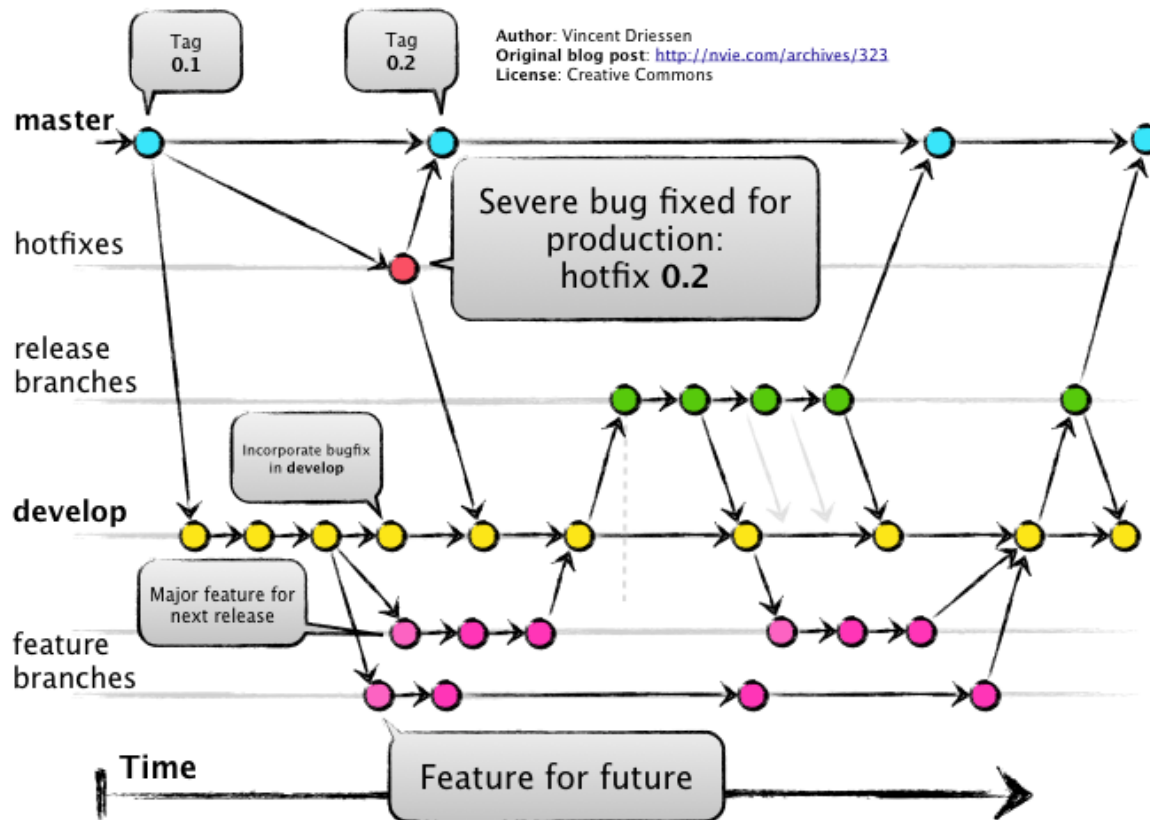 Tag
0.1
Tag
0.2
Author: Vincent Driessen
Original blog post: http://nvie.com/archives/323
License: Creative Commons
master
Severe bug fixed for
production:
hotfix 0.2
hotfixes
release
branches
Incorporate bugfix
in develop
develop
Major feature for
next release
feature
branches
Time
Feature for future